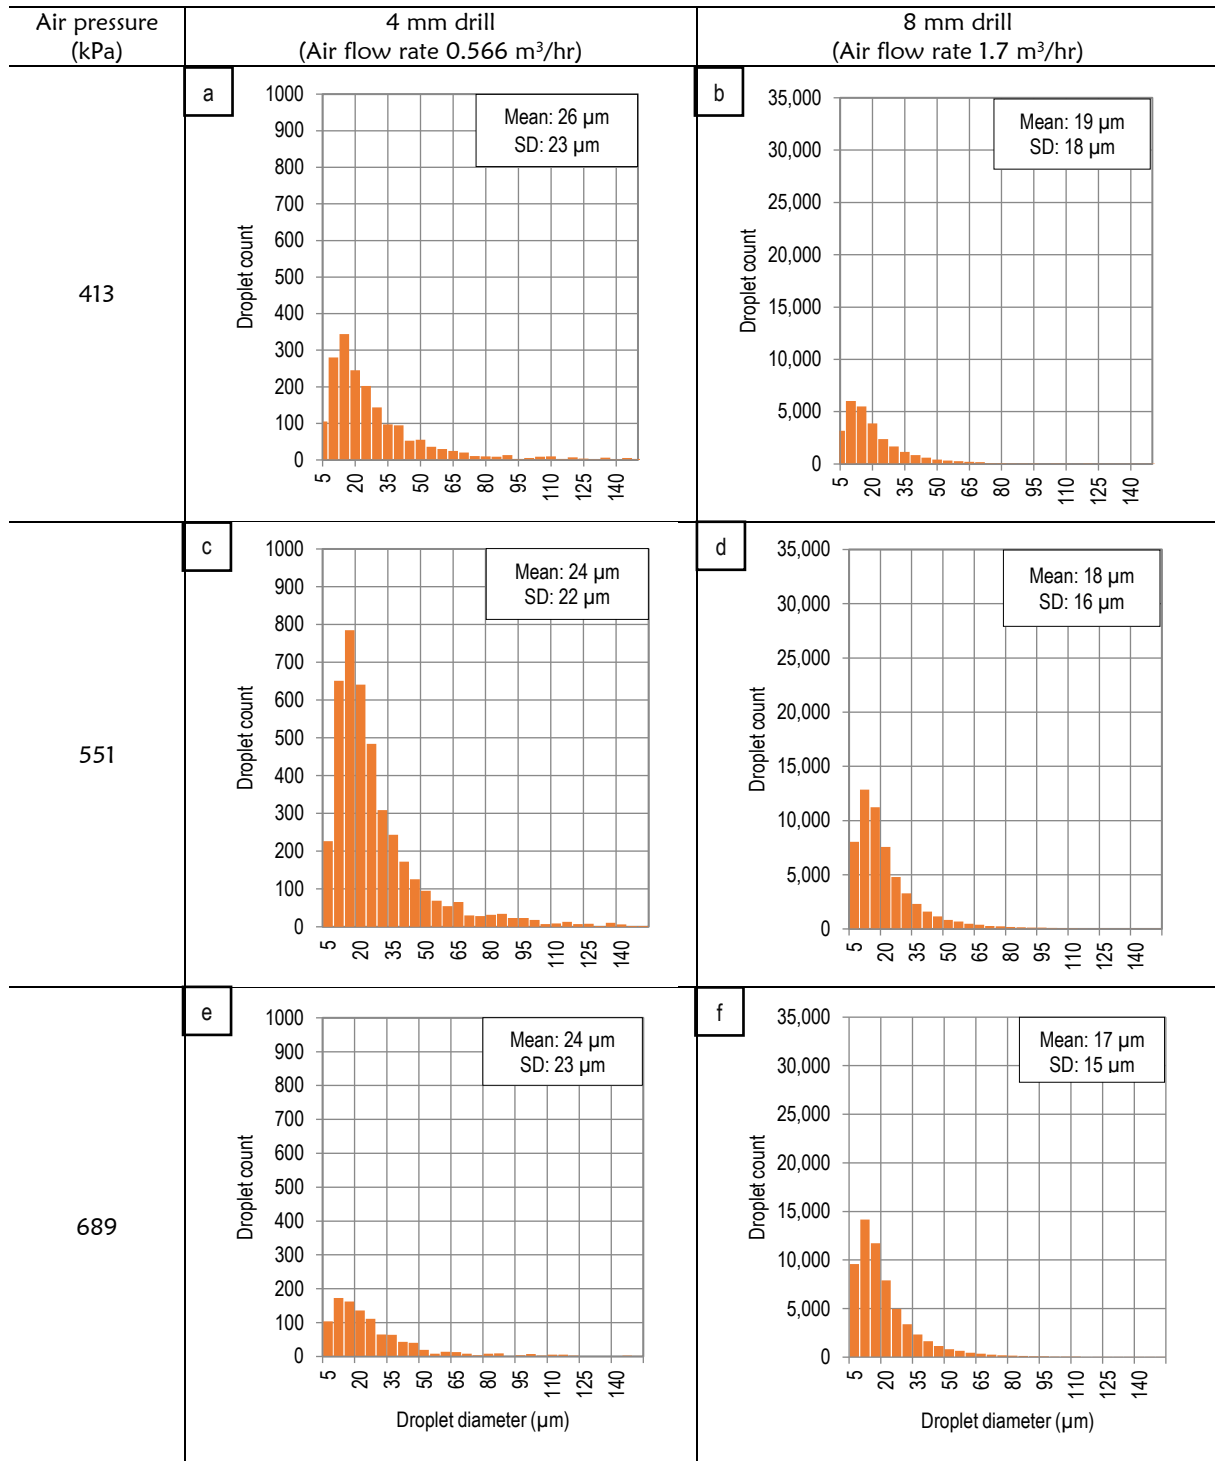 Air pressure
(kPa)
4 mm drill
(Air flow rate 0.566 m³/hr)
8 mm drill
(Air flow rate 1.7 m³/hr)
413
a
1000
900
800
700
600
500
400
300
200
100
0
Droplet count
Mean: 26 µm
SD: 23 µm
5 20 35 50 65 80 95 110 125 140
b
35,000
30,000
25,000
20,000
15,000
10,000
5,000
0
Droplet count
Mean: 19 µm
SD: 18 µm
5 20 35 50 65 80 95 110 125 140
551
c
1000
900
800
700
600
500
400
300
200
100
0
Droplet count
Mean: 24 µm
SD: 22 µm
5 20 35 50 65 80 95 110 125 140
d
35,000
30,000
25,000
20,000
15,000
10,000
5,000
0
Droplet count
Mean: 18 µm
SD: 16 µm
5 20 35 50 65 80 95 110 125 140
689
e
1000
900
800
700
600
500
400
300
200
100
0
Droplet count
Mean: 24 µm
SD: 23 µm
5 20 35 50 65 80 95 110 125 140
Droplet diameter (µm)
f
35,000
30,000
25,000
20,000
15,000
10,000
5,000
0
Droplet count
Mean: 17 µm
SD: 15 µm
5 20 35 50 65 80 95 110 125 140
Droplet diameter (µm)